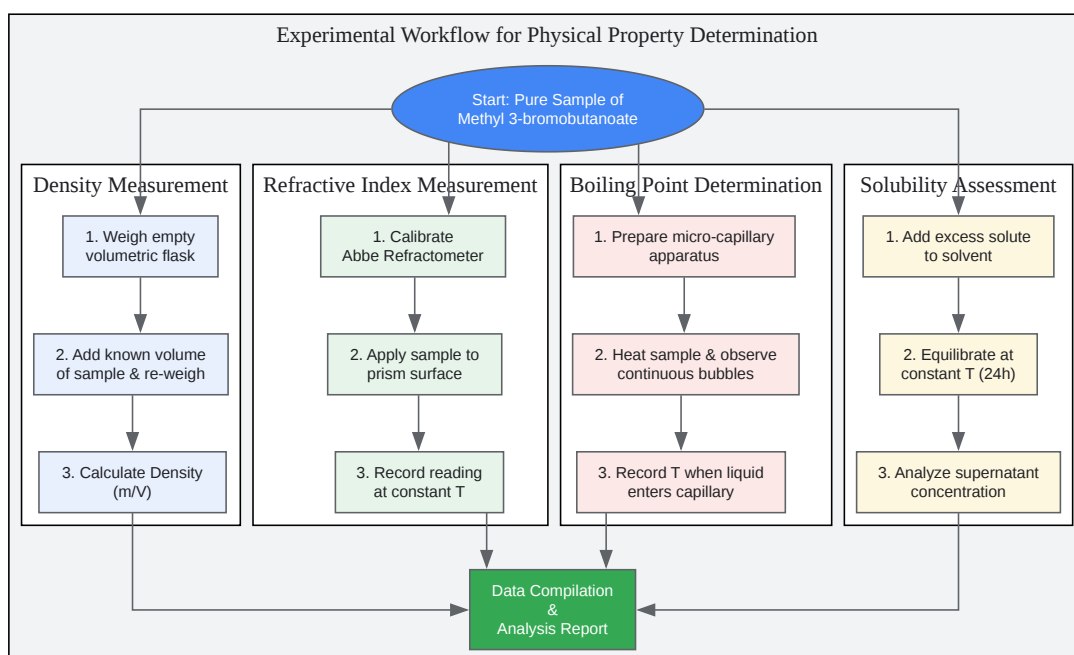 Experimental Workflow for Physical Property Determination
Start: Pure Sample of
Methyl 3-bromobutanoate
Density Measurement
1. Weigh empty
volumetric flask
2. Add known volume
of sample & re-weigh
3. Calculate Density
(m/V)
Refractive Index Measurement
1. Calibrate
Abbe Refractometer
2. Apply sample to
prism surface
3. Record reading
at constant T
Boiling Point Determination
1. Prepare micro-capillary
apparatus
2. Heat sample & observe
continuous bubbles
3. Record T when liquid
enters capillary
Solubility Assessment
1. Add excess solute
to solvent
2. Equilibrate at
constant T (24h)
3. Analyze supernatant
concentration
Data Compilation
&
Analysis Report